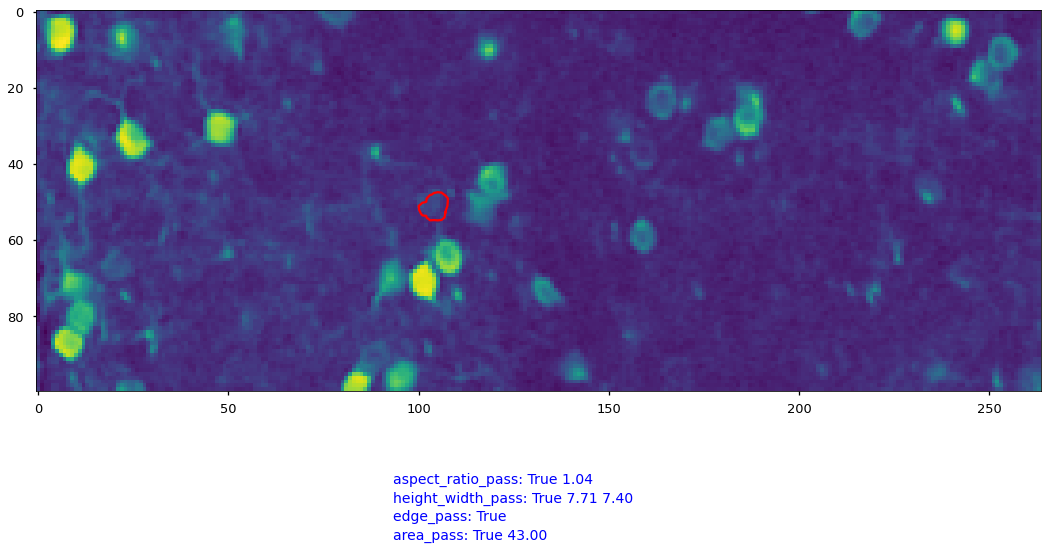 0
20
40
60
80
0 50 100 150 200 250
aspect_ratio_pass: True 1.04
height_width_pass: True 7.71 7.40
edge_pass: True
area_pass: True 43.00